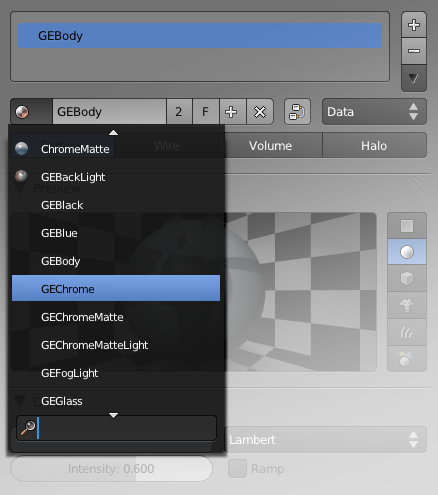 GEBody
GEBody 2 F Data
Wire Volume Halo
ChromeMatte
GEBackLight
Preview
GEBlack
GEBlue
GEBody
GEChrome
GEChromeMatte
GEChromeMatteLight
GEFogLight
GEGlass
Lambert
Intensity: 0.600 Ramp